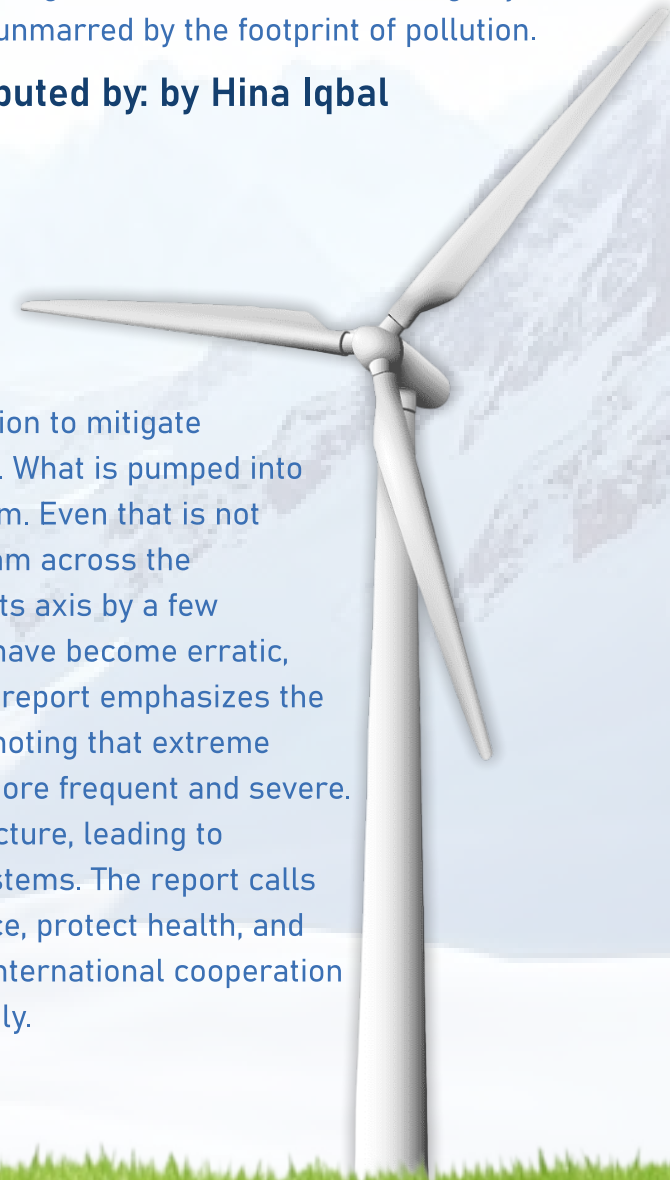 unmarred by the footprint of pollution.
buted by: by Hina Iqbal
ion to mitigate
. What is pumped into
m. Even that is not
am across the
ts axis by a few
have become erratic,
report emphasizes the
noting that extreme
ore frequent and severe.
cture, leading to
stems. The report calls
ce, protect health, and
nternational cooperation
ly.